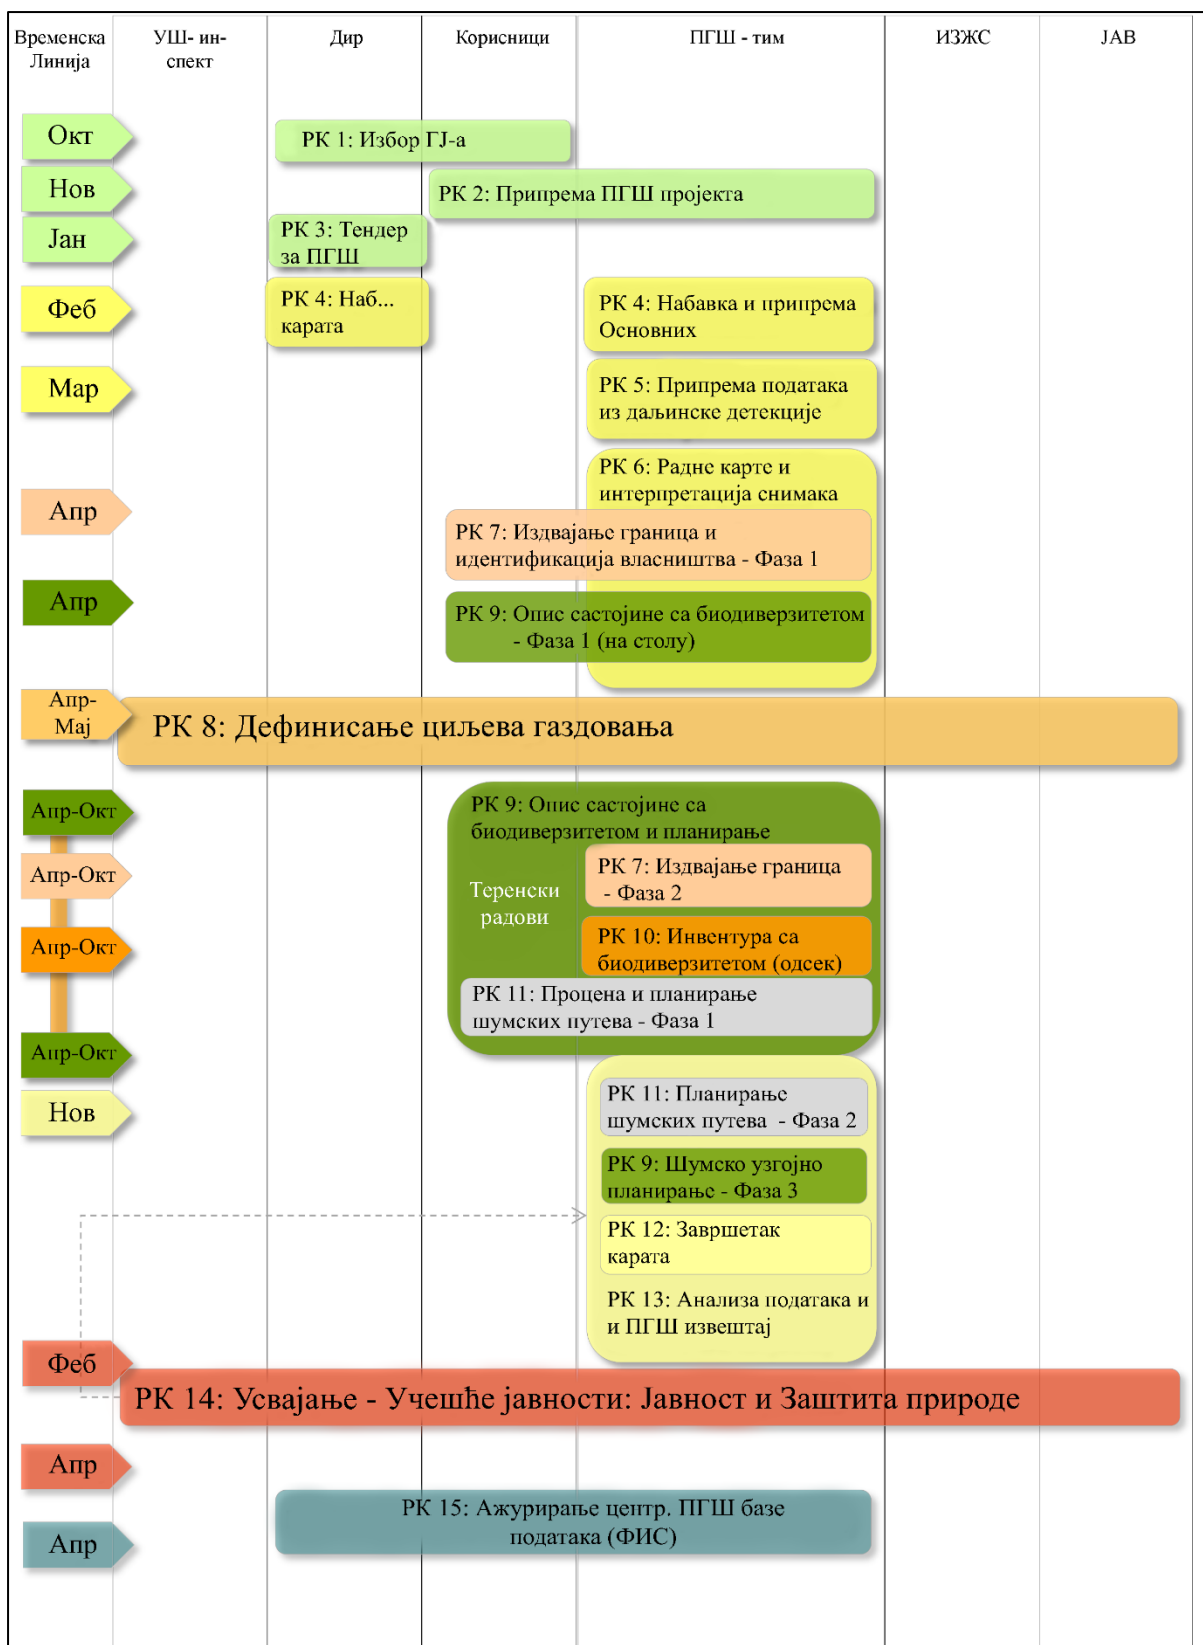 Временска
Линија
УШ- ин-
спект
Дир
Корисници
ПГШ - тим
ИЗЖС
ЈАВ
Окт
РК 1: Избор ГЈ-а
Нов
РК 2: Припрема ПГШ пројекта
Јан
РК 3: Тендер
за ПГШ
Феб
РК 4: Наб...
карата
РК 4: Набавка и припрема
Основних
Мар
РК 5: Припрема података
из даљинске детекције
РК 6: Радне карте и
интерпретација снимака
Апр
РК 7: Издвајање граница и
идентификација власништва - Фаза 1
Апр
РК 9: Опис састојине са биодиверзитетом
- Фаза 1 (на столу)
Апр-
Мај
РК 8: Дефинисање циљева газдовања
Апр-Окт
РК 9: Опис састојине са
биодиверзитетом и планирање
Апр-Окт
Теренски
радови
РК 7: Издвајање граница
- Фаза 2
Апр-Окт
РК 10: Инвентура са
биодиверзитетом (одсек)
РК 11: Процена и планирање
шумских путева - Фаза 1
Апр-Окт
Нов
РК 11: Планирање
шумских путева - Фаза 2
РК 9: Шумско узгојно
планирање - Фаза 3
РК 12: Завршетак
карата
РК 13: Анализа података и
и ПГШ извештај
Феб
РК 14: Усвајање - Учешће јавности: Јавност и Заштита природе
Апр
РК 15: Ажурирање центр. ПГШ базе
података (ФИС)
Апр